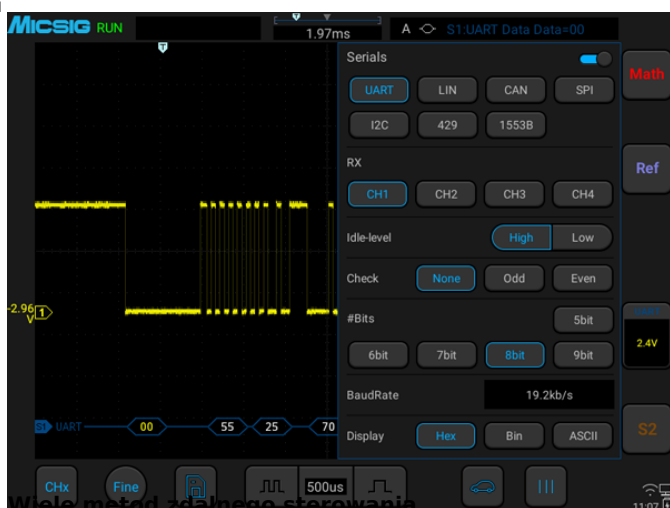 MICSIG RUN
1.97ms
A S1:UART Data Data=00
Serials
UART LIN CAN SPI
I2C 429 1553B
RX
CH1 CH2 CH3 CH4
Idle-level High Low
Check None Odd Even
#Bits 5bit
6bit 7bit 8bit 9bit
BaudRate 19.2kb/s
Display Hex Bin ASCII
Math
Ref
2.4V
S2
T
-2.96
V 1
S1 UART 00 55 25 70
CHx Fine 500us
11:07
Wiele metod zdalnego sterowania